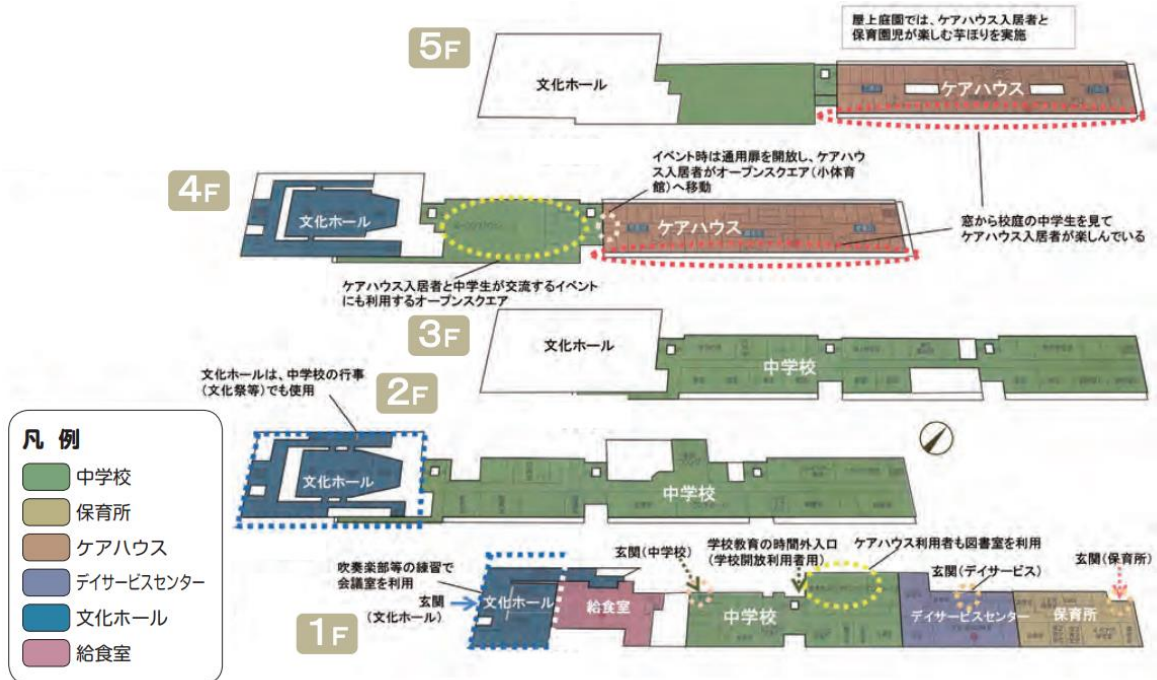 5F
屋上庭園では、ケアハウス入居者と
保育園児が楽しむ芋ほりを実施
文化ホール
ケアハウス
4F
イベント時は通用扉を開放し、ケアハウ
ス入居者がオープンスクエア(小体育
館)へ移動
文化ホール
ケアハウス
窓から校庭の中学生を見て
ケアハウス入居者が楽しんでいる
ケアハウス入居者と中学生が交流するイベント
にも利用するオープンスクエア
3F
文化ホール
中学校
文化ホールは、中学校の行事
(文化祭等)でも使用
2F
文化ホール
中学校
凡 例
中学校
保育所
ケアハウス
デイサービスセンター
文化ホール
給食室
1F
吹奏楽部等の練習で
会議室を利用
玄関
(文化ホール)
玄関(中学校)
学校教育の時間外入口
(学校開放利用者用)
ケアハウス利用者も図書室を利用
玄関(デイサービス)
玄関(保育所)
文化ホール
給食室
中学校
デイサービスセンター
保育所